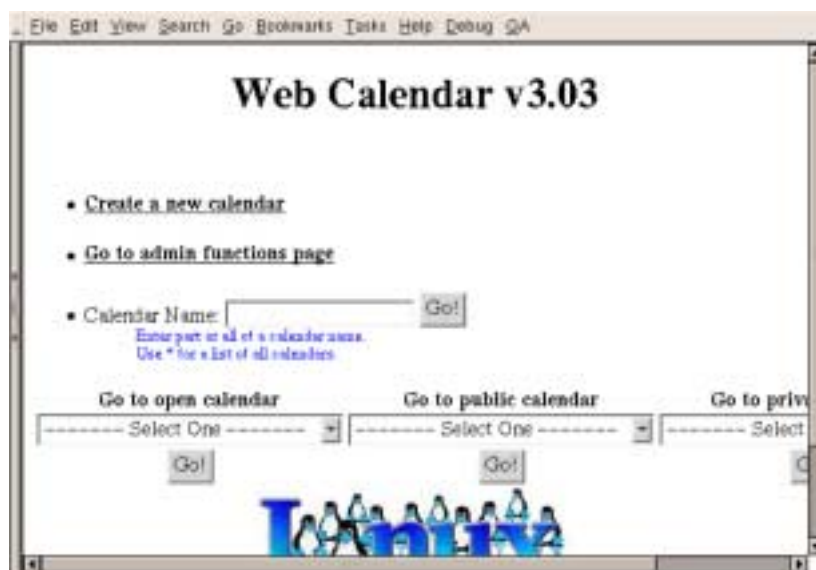 File Edit View Search Go Bookmarks Tasks Help Debug QA
Web Calendar v3.03
• Create a new calendar
• Go to admin functions page
• Calendar Name: Go!
Enter part or all of a calendar name.
Use * for a list of all calendars.
Go to open calendar Go to public calendar Go to priv
------- Select One ------- ------- Select One ------- ------- Select
Go! Go! G
Linux